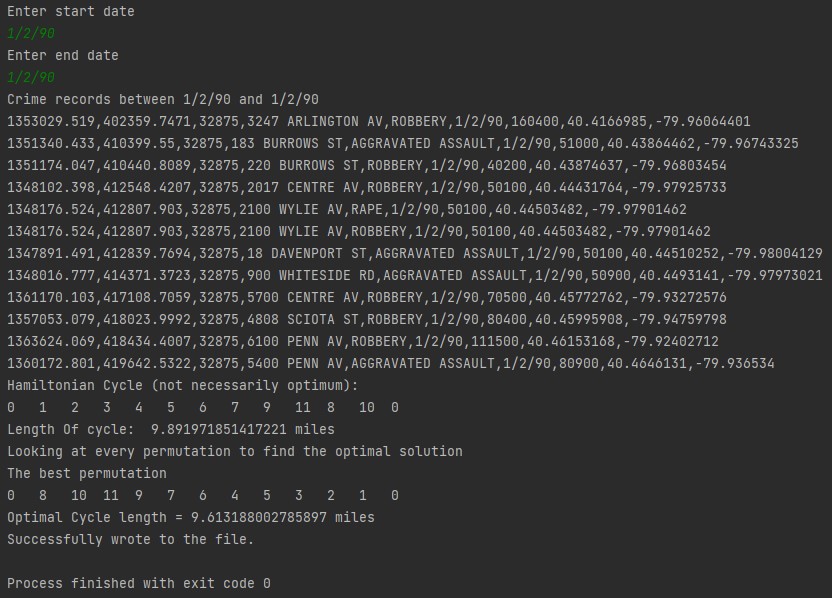 Enter start date
1/2/90
Enter end date
1/2/90
Crime records between 1/2/90 and 1/2/90
1353029.519,402359.7471,32875,3247 ARLINGTON AV,ROBBERY,1/2/90,160400,40.4166985,-79.96064401
1351340.433,410399.55,32875,183 BURROWS ST,AGGRAVATED ASSAULT,1/2/90,51000,40.43864462,-79.96743325
1351174.047,410440.8089,32875,220 BURROWS ST,ROBBERY,1/2/90,40200,40.43874637,-79.96803454
1348102.398,412548.4207,32875,2017 CENTRE AV,ROBBERY,1/2/90,50100,40.44431764,-79.97925733
1348176.524,412807.903,32875,2100 WYLIE AV,RAPE,1/2/90,50100,40.44503482,-79.97901462
1348176.524,412807.903,32875,2100 WYLIE AV,ROBBERY,1/2/90,50100,40.44503482,-79.97901462
1347891.491,412839.7694,32875,18 DAVENPORT ST,AGGRAVATED ASSAULT,1/2/90,50100,40.44510252,-79.98004129
1348016.777,414371.3723,32875,900 WHITESIDE RD,AGGRAVATED ASSAULT,1/2/90,50900,40.4493141,-79.97973021
1361170.103,417108.7059,32875,5700 CENTRE AV,ROBBERY,1/2/90,70500,40.45772762,-79.93272576
1357053.079,418023.9992,32875,4808 SCIOTA ST,ROBBERY,1/2/90,80400,40.45995908,-79.94759798
1363624.069,418434.4007,32875,6100 PENN AV,ROBBERY,1/2/90,111500,40.46153168,-79.92402712
1360172.801,419642.5322,32875,5400 PENN AV,AGGRAVATED ASSAULT,1/2/90,80900,40.4646131,-79.936534
Hamiltonian Cycle (not necessarily optimum):
0 1 2 3 4 5 6 7 9 11 8 10 0
Length Of cycle: 9.891971851417221 miles
Looking at every permutation to find the optimal solution
The best permutation
0 8 10 11 9 7 6 4 5 3 2 1 0
Optimal Cycle length = 9.613188002785897 miles
Successfully wrote to the file.
Process finished with exit code 0